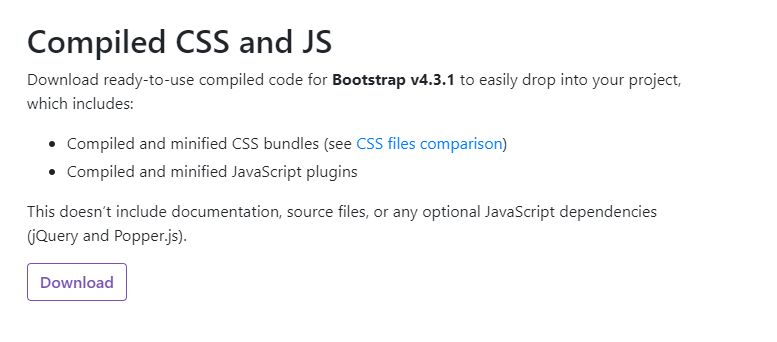 Compiled CSS and JS
Download ready-to-use compiled code for Bootstrap v4.3.1 to easily drop into your project,
which includes:
• Compiled and minified CSS bundles (see CSS files comparison)
• Compiled and minified JavaScript plugins
This doesn’t include documentation, source files, or any optional JavaScript dependencies
(jQuery and Popper.js).
Download